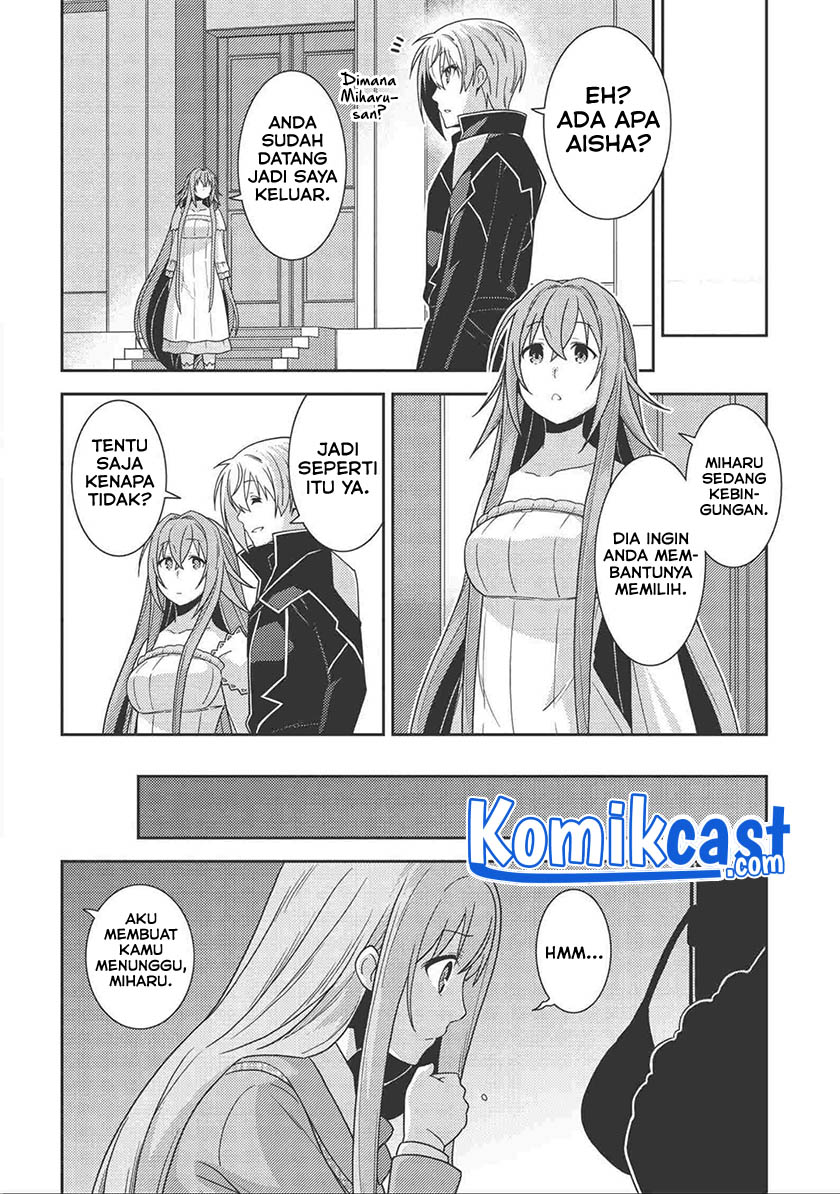 EH?
ADA APA
AISHA?
Dimana
Miharu-
san?
ANDA
SUDAH
DATANG
JADI SAYA
KELUAR.
MIHARU
SEDANG
KEBIN-
GUNGAN.
DIA INGIN
ANDA MEM-
BANTUNYA
MEMILIH.
JADI
SEPERTI
ITU YA.
TENTU
SAJA
KENAPA
TIDAK?
Komikcast
.com
HMM...
AKU
MEMBUAT
KAMU
MENUNGGU,
MIHARU.